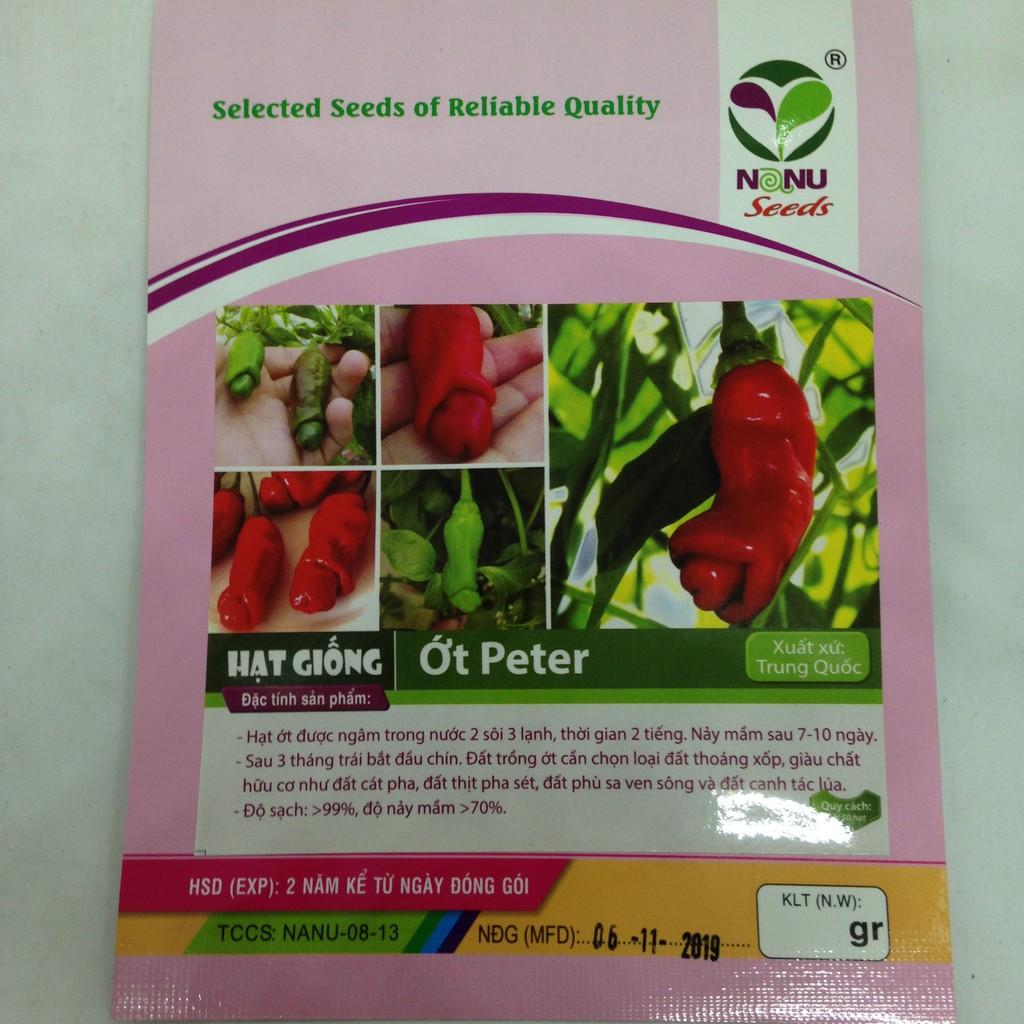 Selected Seeds of Reliable Quality
®
NANU
Seeds
HẠT GIỐNG
Ớt Peter
Xuất xứ:
Trung Quốc
Đặc tính sản phẩm:
- Hạt ớt được ngâm trong nước 2 sôi 3 lạnh, thời gian 2 tiếng. Nảy mầm sau 7-10 ngày.
- Sau 3 tháng trái bắt đầu chín. Đất trồng ớt cần chọn loại đất thoáng xốp, giàu chất
hữu cơ như đất cát pha, đất thịt pha sét, đất phù sa ven sông và đất canh tác lúa.
- Độ sạch: >99%, độ nảy mầm >70%.
Quy cách:
hạt
HSD (EXP): 2 NĂM KỂ TỪ NGÀY ĐÓNG GÓI
TCCS: NANU-08-13
NĐG (MFD):...06...-11-...2019......
KLT (N.W):
gr